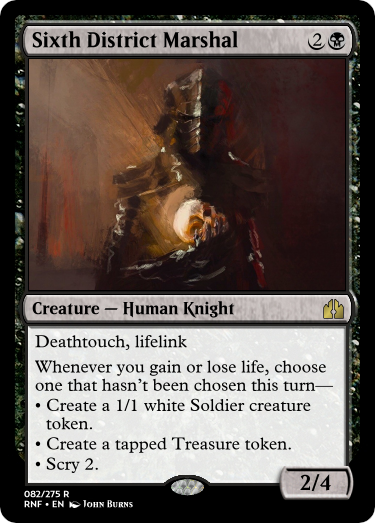 Sixth District Marshal 2
Creature — Human Knight
Deathtouch, lifelink
Whenever you gain or lose life, choose
one that hasn't been chosen this turn—
• Create a 1/1 white Soldier creature
token.
• Create a tapped Treasure token.
• Scry 2.
2/4
082/275 R
RNF • EN John Burns